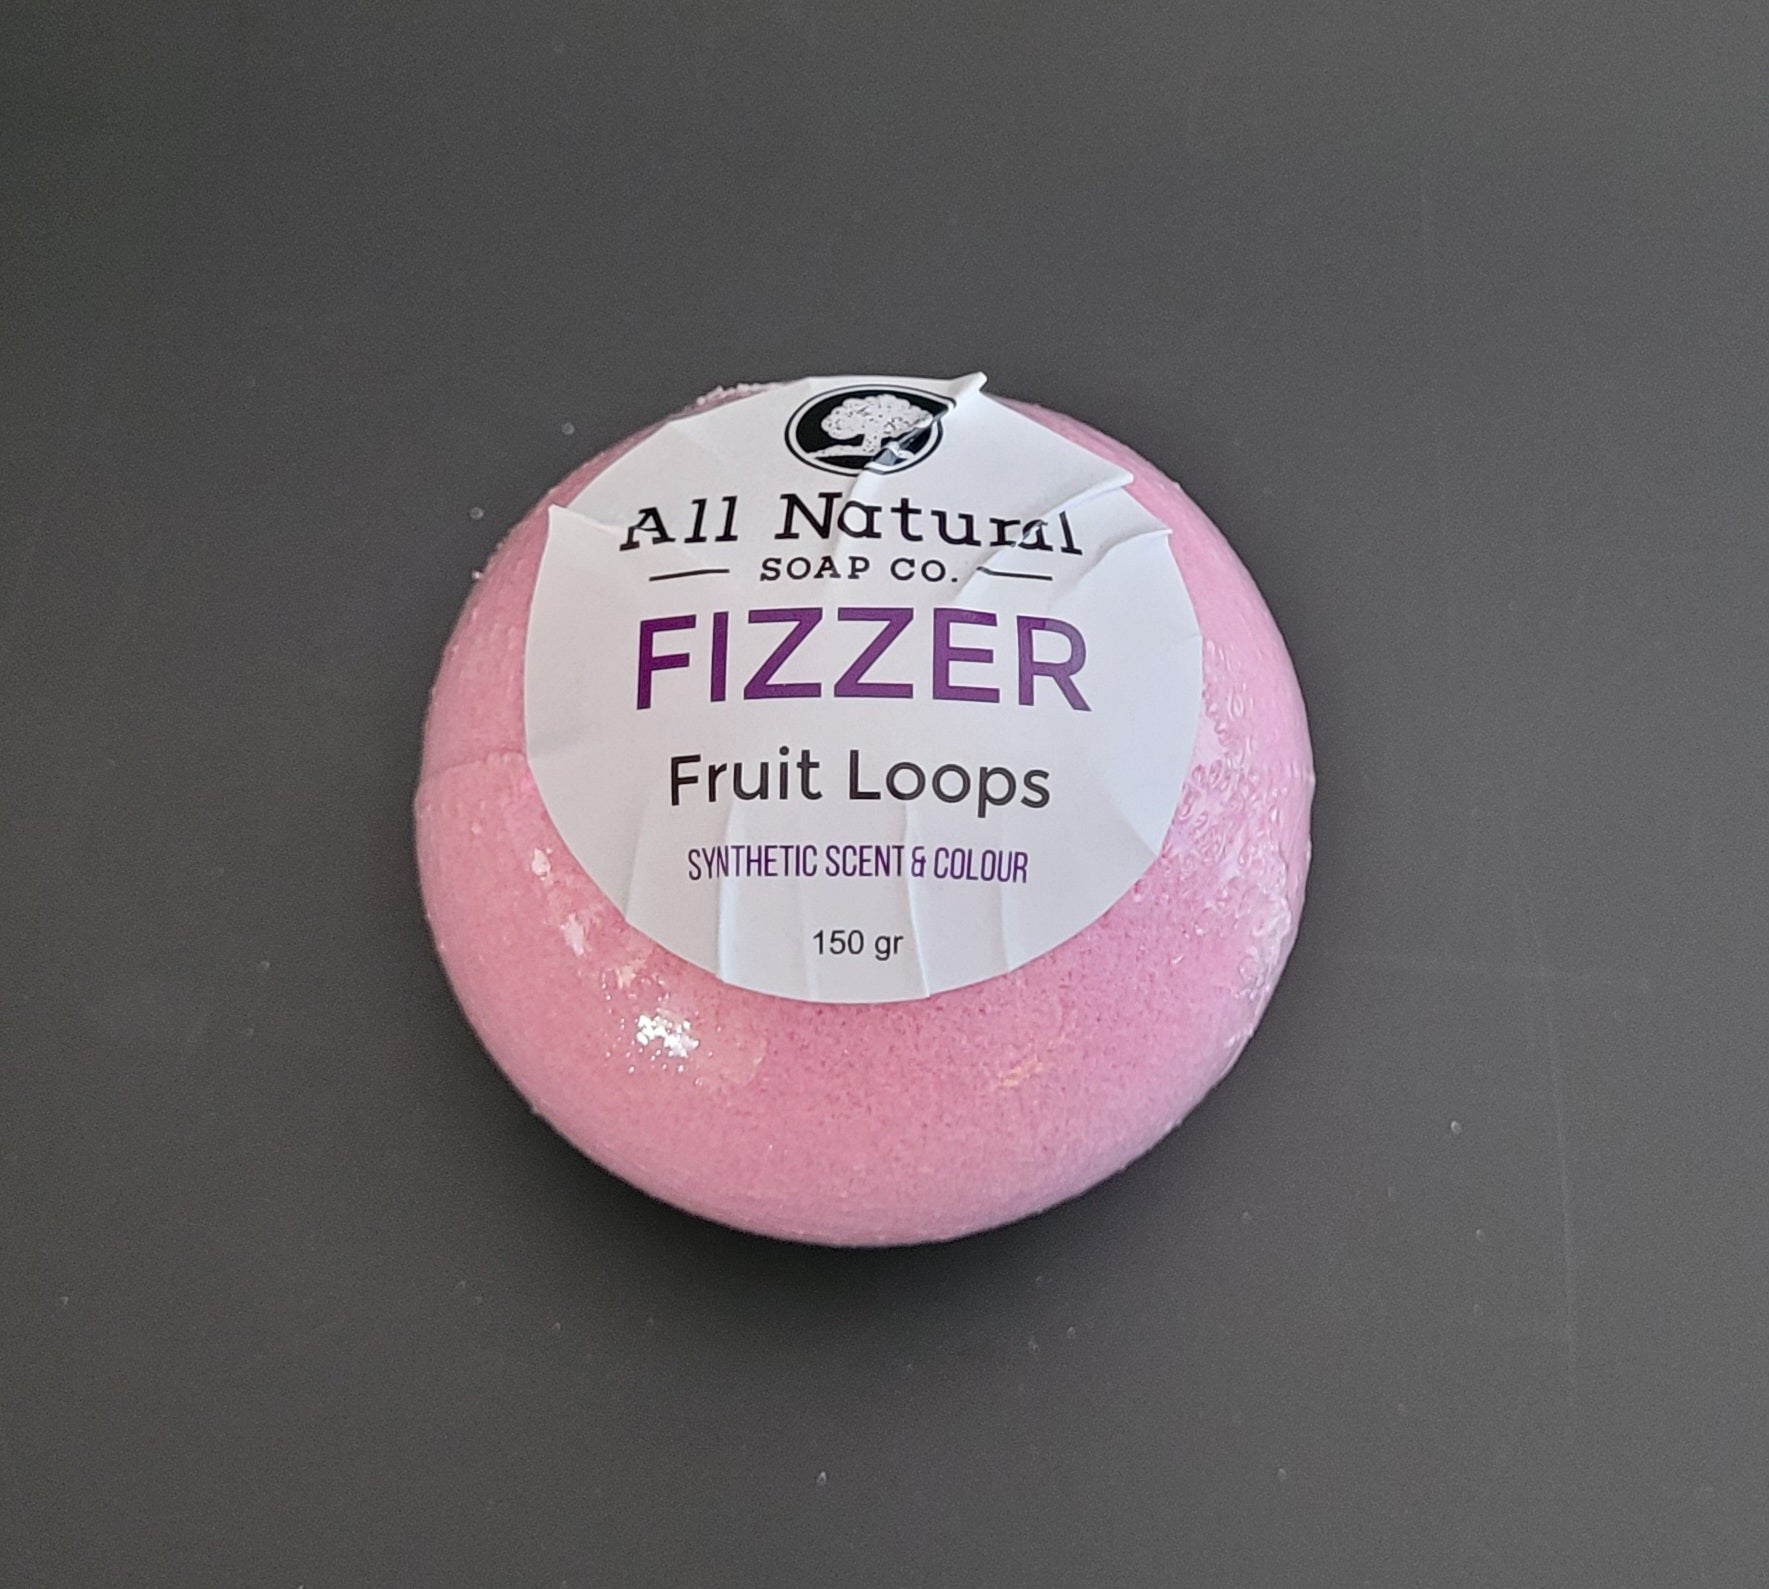 All Natural
SOAP CO.
FIZZER
Fruit Loops
SYNTHETIC SCENT & COLOUR
150 gr